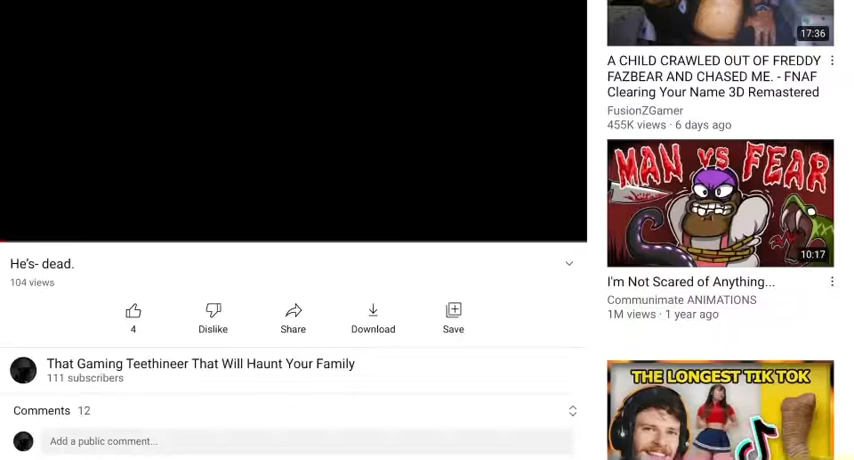 17:36
A CHILD CRAWLED OUT OF FREDDY
FAZBEAR AND CHASED ME. - FNAF
Clearing Your Name 3D Remastered
FusionZGamer
455K views · 6 days ago
MAN VS FEAR
10:17
I'm Not Scared of Anything...
Communimate ANIMATIONS
1M views · 1 year ago
THE LONGEST TIK TOK
He's- dead.
104 views
4
Dislike
Share
Download
Save
That Gaming Teethineer That Will Haunt Your Family
111 subscribers
Comments 12
Add a public comment...